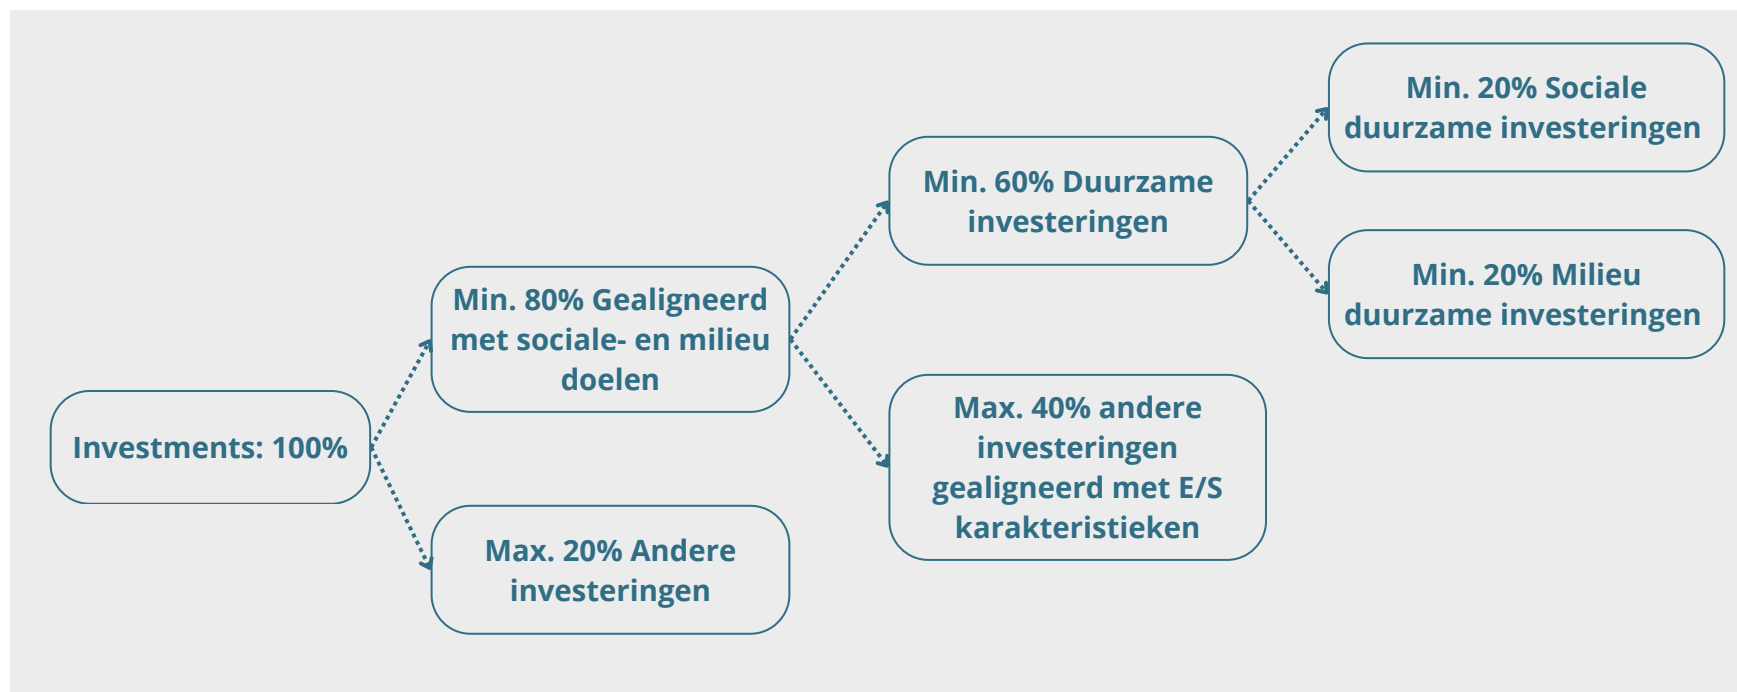 Investments: 100%
Min. 80% Gealigneerd
met sociale- en milieu
doelen
Max. 20% Andere
investeringen
Min. 60% Duurzame
investeringen
Max. 40% andere
investeringen
gealigneerd met E/S
karakteristieken
Min. 20% Sociale
duurzame investeringen
Min. 20% Milieu
duurzame investeringen